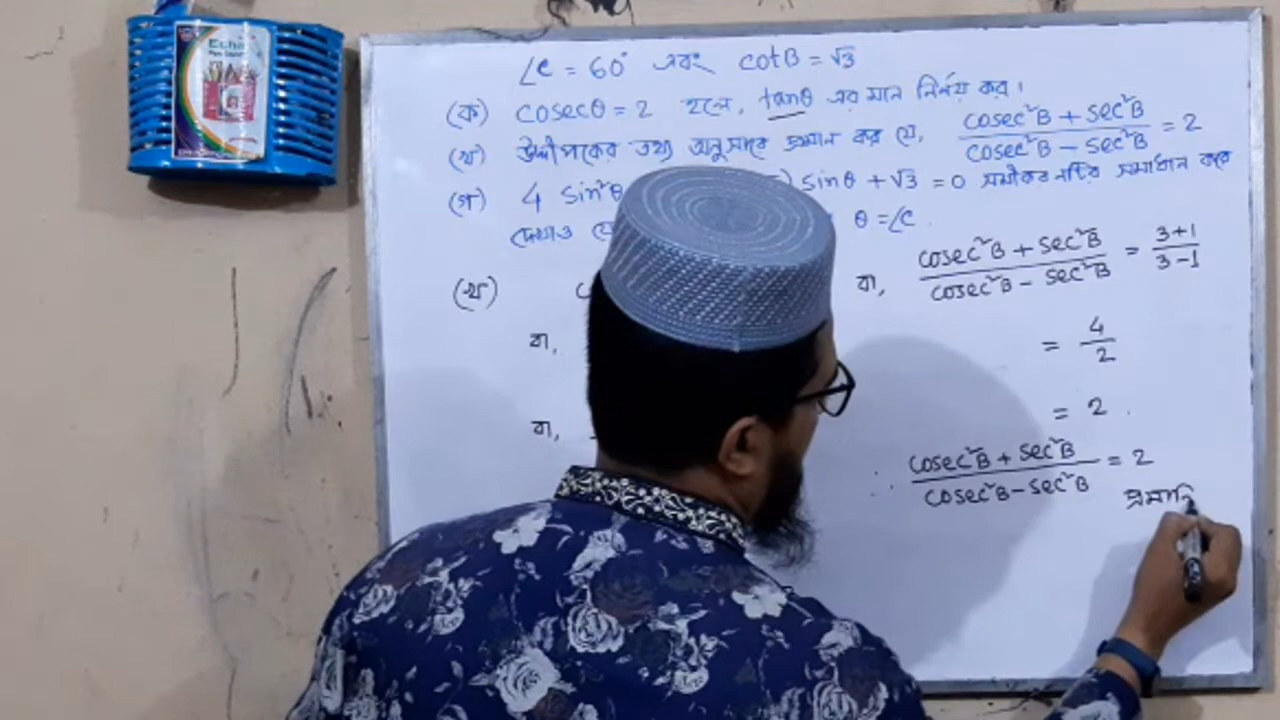 ∠C = 60° এবং cotB = √3
(ক) cosecθ = 2 হলে, tanθ এর মান নির্ণয় কর।
(খ) উদ্দীপকের তথ্য অনুসারে প্রমান কর যে, (cosec²B + sec²B)/(cosec²B − sec²B) = 2
(গ) 4 sin²θ ) sinθ + √3 = 0 সমীকরনটির সমাধান করে
দেখাও θ = ∠C.
(খ) বা, (cosec²B + sec²B)/(cosec²B − sec²B) = (3+1)/(3−1)
বা, = 4/2
বা, = 2.
∴ (cosec²B + sec²B)/(cosec²B − sec²B) = 2
প্রমানি